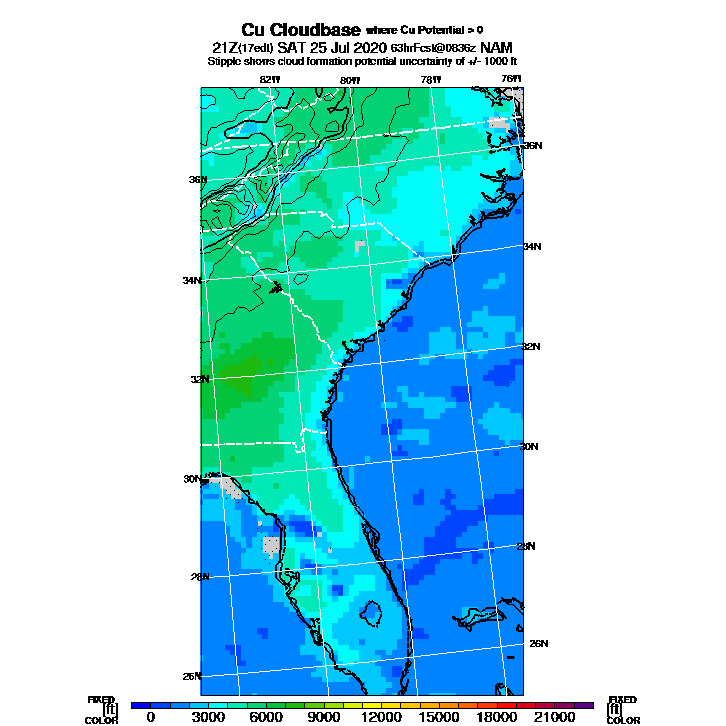 Cu Cloudbase where Cu Potential > 0
21Z(17edt) SAT 25 Jul 2020 63hrFcst@0836z NAM
Stipple shows cloud formation potential uncertainty of +/- 1000 ft
82W 80W 78W 76W
36N
36N
34N
34N
32N
32N
30N
30N
28N
28N
26N
26N
FIXED FIXED
[ft] [ft]
COLOR COLOR
0 3000 6000 9000 12000 15000 18000 21000